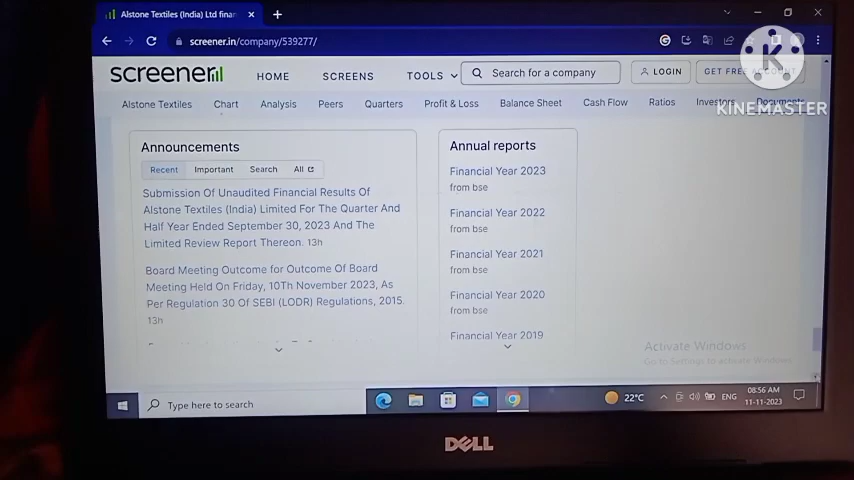 Alstone Textiles (India) Ltd finan
screener.in/company/539277/
screener
HOME
SCREENS
TOOLS
Search for a company
LOGIN
GET FREE ACCOUNT
KINEMASTER
Alstone Textiles
Chart
Analysis
Peers
Quarters
Profit & Loss
Balance Sheet
Cash Flow
Ratios
Investors
Documents
Announcements
Recent
Important
Search
All
Submission Of Unaudited Financial Results Of
Alstone Textiles (India) Limited For The Quarter And
Half Year Ended September 30, 2023 And The
Limited Review Report Thereon. 13h
Board Meeting Outcome for Outcome Of Board
Meeting Held On Friday, 10Th November 2023, As
Per Regulation 30 Of SEBI (LODR) Regulations, 2015.
13h
Annual reports
Financial Year 2023
from bse
Financial Year 2022
from bse
Financial Year 2021
from bse
Financial Year 2020
from bse
Financial Year 2019
Activate Windows
Go to Settings to activate Windows.
Type here to search
22°C
ENG
08:56 AM
11-11-2023
DELL